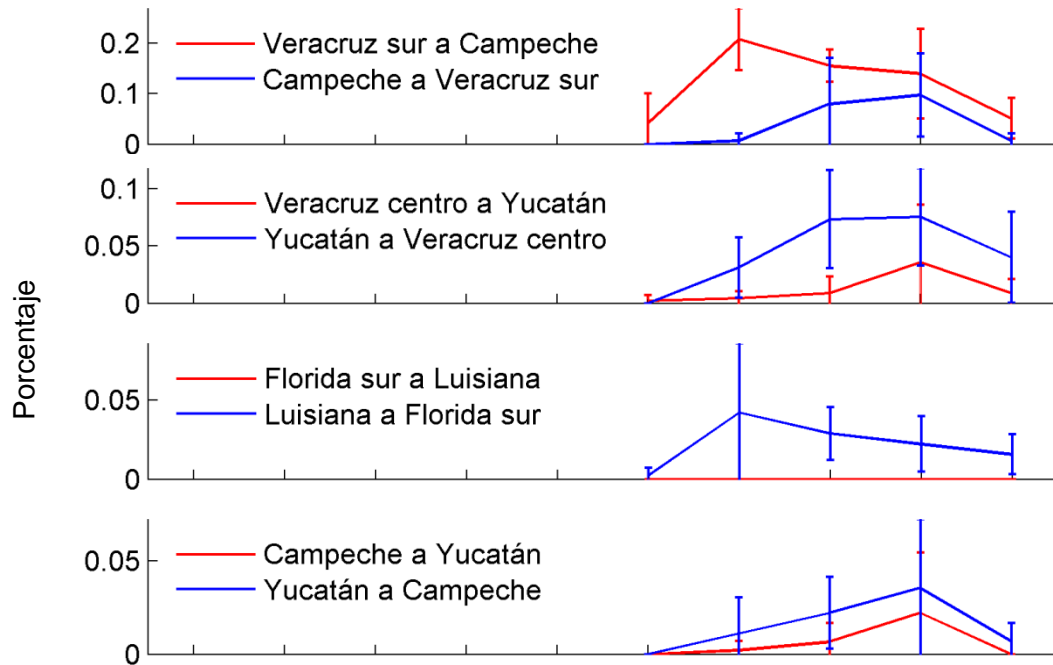 Porcentaje
0.2
0.1
0
Veracruz sur a Campeche
Campeche a Veracruz sur
0.1
0.05
0
Veracruz centro a Yucatán
Yucatán a Veracruz centro
0.05
0
Florida sur a Luisiana
Luisiana a Florida sur
0.05
0
Campeche a Yucatán
Yucatán a Campeche